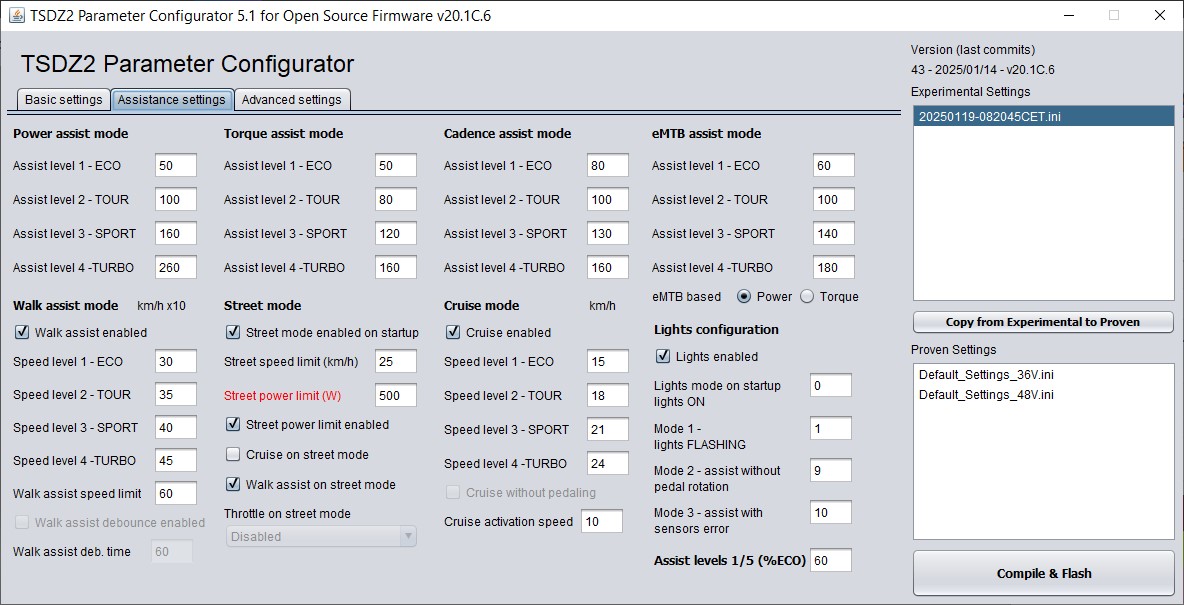 TSDZ2 Parameter Configurator 5.1 for Open Source Firmware v20.1C.6
TSDZ2 Parameter Configurator
Basic settings
Assistance settings
Advanced settings
Power assist mode
Assist level 1 - ECO 50
Assist level 2 - TOUR 100
Assist level 3 - SPORT 160
Assist level 4 -TURBO 260
Walk assist mode km/h x10
Walk assist enabled
Speed level 1 - ECO 30
Speed level 2 - TOUR 35
Speed level 3 - SPORT 40
Speed level 4 -TURBO 45
Walk assist speed limit 60
Walk assist debounce enabled
Walk assist deb. time 60
Torque assist mode
Assist level 1 - ECO 50
Assist level 2 - TOUR 80
Assist level 3 - SPORT 120
Assist level 4 -TURBO 160
Street mode
Street mode enabled on startup
Street speed limit (km/h) 25
Street power limit (W) 500
Street power limit enabled
Cruise on street mode
Walk assist on street mode
Throttle on street mode
Disabled
Cadence assist mode
Assist level 1 - ECO 80
Assist level 2 - TOUR 100
Assist level 3 - SPORT 130
Assist level 4 -TURBO 160
Cruise mode km/h
Cruise enabled
Speed level 1 - ECO 15
Speed level 2 - TOUR 18
Speed level 3 - SPORT 21
Speed level 4 -TURBO 24
Cruise without pedaling
Cruise activation speed 10
eMTB assist mode
Assist level 1 - ECO 60
Assist level 2 - TOUR 100
Assist level 3 - SPORT 140
Assist level 4 -TURBO 180
eMTB based Power Torque
Lights configuration
Lights enabled
Lights mode on startup 0
lights ON
Mode 1 - 1
lights FLASHING
Mode 2 - assist without 9
pedal rotation
Mode 3 - assist with 10
sensors error
Assist levels 1/5 (%ECO) 60
Version (last commits)
43 - 2025/01/14 - v20.1C.6
Experimental Settings
20250119-082045CET.ini
Copy from Experimental to Proven
Proven Settings
Default_Settings_36V.ini
Default_Settings_48V.ini
Compile & Flash